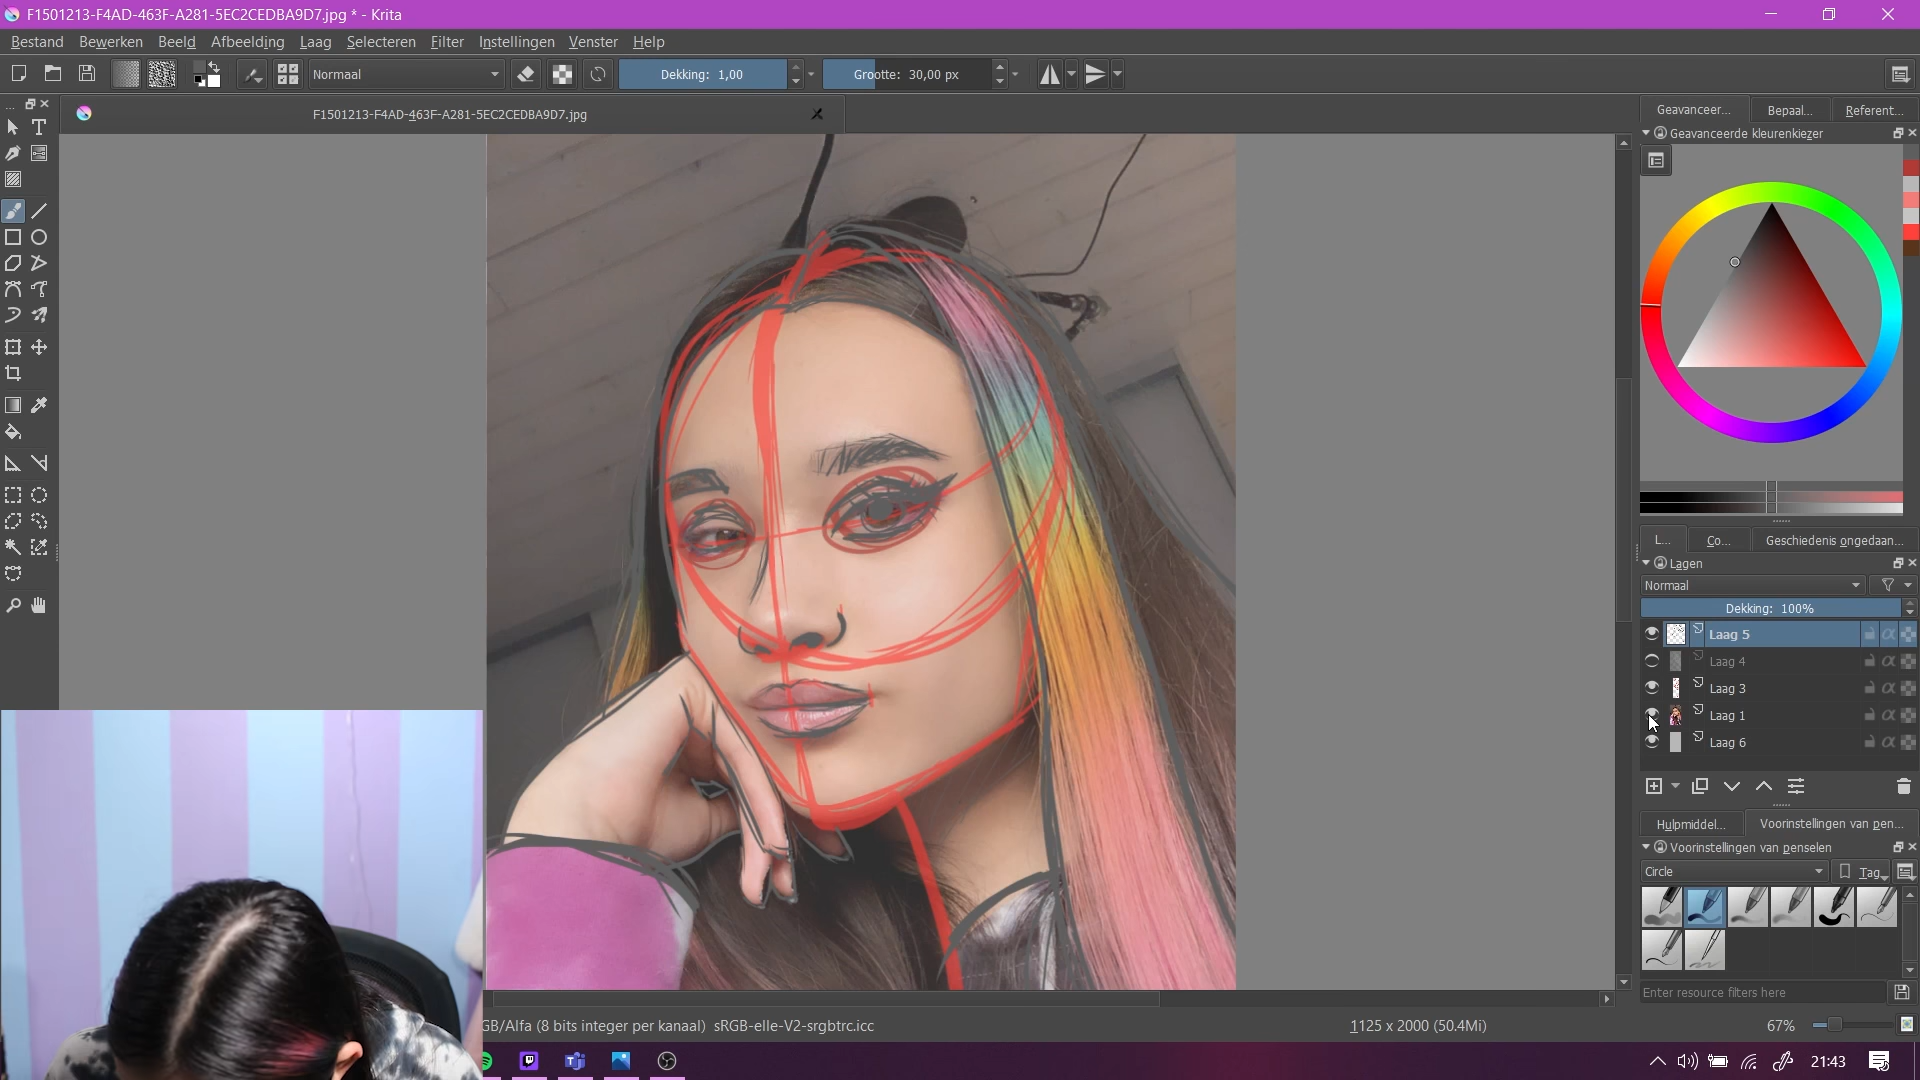 F1501213-F4AD-463F-A281-5EC2CEDBA9D7.jpg * - Krita
Bestand Bewerken Beeld Afbeelding Laag Selecteren Filter Instellingen Venster Help
Normaal Dekking: 1,00 Grootte: 30,00 px
F1501213-F4AD-463F-A281-5EC2CEDBA9D7.jpg
Geavanceer... Bepaal... Referent...
Geavanceerde kleurenkiezer
L... Co... Geschiedenis ongedaan...
Lagen
Normaal
Dekking: 100%
Laag 5
Laag 4
Laag 3
Laag 1
Laag 6
Hulpmiddel... Voorinstellingen van pen...
Voorinstellingen van penselen
Circle Tag
Enter resource filters here
GB/Alfa (8 bits integer per kanaal) sRGB-elle-V2-srgbtrc.icc 1125 x 2000 (50.4Mi) 67%
21:43